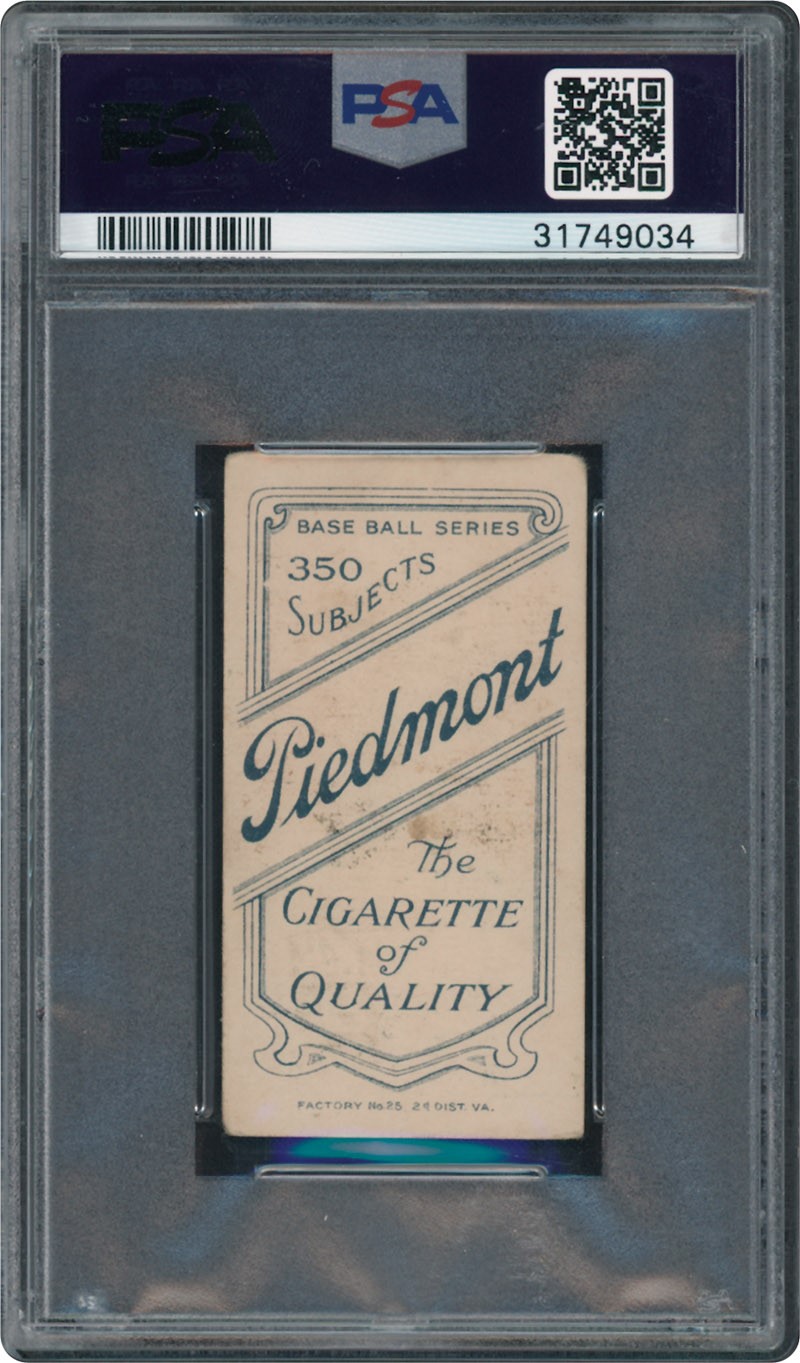 PSA
PSA
31749034
BASE BALL SERIES
350
SUBJECTS
Piedmont
The
CIGARETTE
of
QUALITY
FACTORY No. 25 2d DIST. VA.